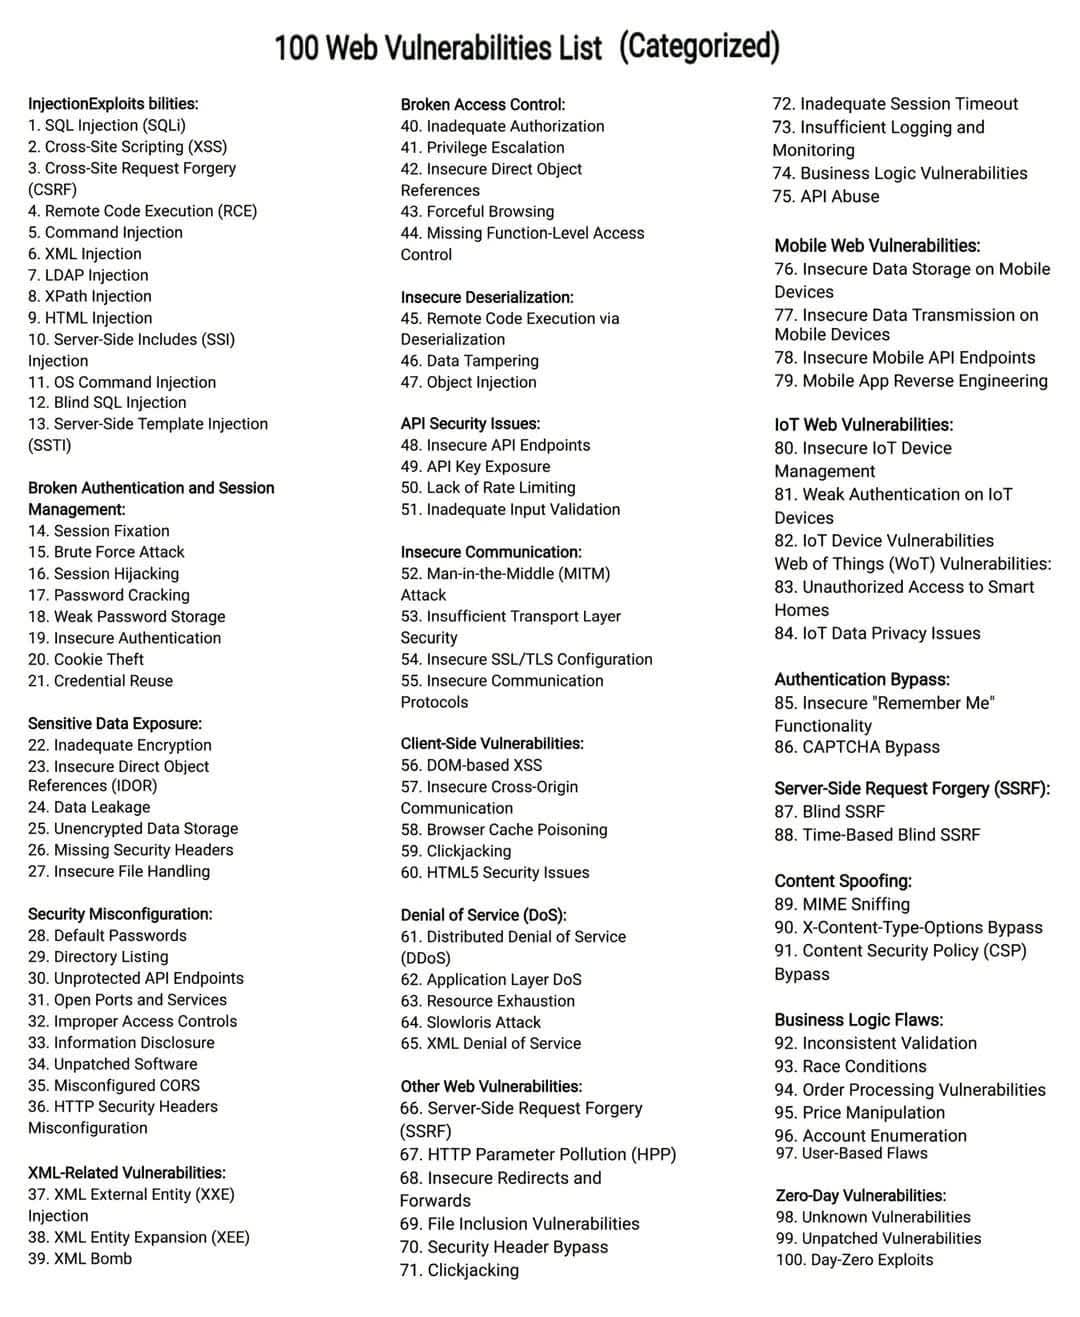 100 Web Vulnerabilities List (Categorized)
InjectionExploits bilities:
1. SQL Injection (SQLi)
2. Cross-Site Scripting (XSS)
3. Cross-Site Request Forgery
(CSRF)
4. Remote Code Execution (RCE)
5. Command Injection
6. XML Injection
7. LDAP Injection
8. XPath Injection
9. HTML Injection
10. Server-Side Includes (SSI)
Injection
11. OS Command Injection
12. Blind SQL Injection
13. Server-Side Template Injection
(SSTI)
Broken Authentication and Session
Management:
14. Session Fixation
15. Brute Force Attack
16. Session Hijacking
17. Password Cracking
18. Weak Password Storage
19. Insecure Authentication
20. Cookie Theft
21. Credential Reuse
Sensitive Data Exposure:
22. Inadequate Encryption
23. Insecure Direct Object
References (IDOR)
24. Data Leakage
25. Unencrypted Data Storage
26. Missing Security Headers
27. Insecure File Handling
Security Misconfiguration:
28. Default Passwords
29. Directory Listing
30. Unprotected API Endpoints
31. Open Ports and Services
32. Improper Access Controls
33. Information Disclosure
34. Unpatched Software
35. Misconfigured CORS
36. HTTP Security Headers
Misconfiguration
XML-Related Vulnerabilities:
37. XML External Entity (XXE)
Injection
38. XML Entity Expansion (XEE)
39. XML Bomb
Broken Access Control:
40. Inadequate Authorization
41. Privilege Escalation
42. Insecure Direct Object
References
43. Forceful Browsing
44. Missing Function-Level Access
Control
Insecure Deserialization:
45. Remote Code Execution via
Deserialization
46. Data Tampering
47. Object Injection
API Security Issues:
48. Insecure API Endpoints
49. API Key Exposure
50. Lack of Rate Limiting
51. Inadequate Input Validation
Insecure Communication:
52. Man-in-the-Middle (MITM)
Attack
53. Insufficient Transport Layer
Security
54. Insecure SSL/TLS Configuration
55. Insecure Communication
Protocols
Client-Side Vulnerabilities:
56. DOM-based XSS
57. Insecure Cross-Origin
Communication
58. Browser Cache Poisoning
59. Clickjacking
60. HTML5 Security Issues
Denial of Service (DoS):
61. Distributed Denial of Service
(DDoS)
62. Application Layer DoS
63. Resource Exhaustion
64. Slowloris Attack
65. XML Denial of Service
Other Web Vulnerabilities:
66. Server-Side Request Forgery
(SSRF)
67. HTTP Parameter Pollution (HPP)
68. Insecure Redirects and
Forwards
69. File Inclusion Vulnerabilities
70. Security Header Bypass
71. Clickjacking
72. Inadequate Session Timeout
73. Insufficient Logging and
Monitoring
74. Business Logic Vulnerabilities
75. API Abuse
Mobile Web Vulnerabilities:
76. Insecure Data Storage on Mobile
Devices
77. Insecure Data Transmission on
Mobile Devices
78. Insecure Mobile API Endpoints
79. Mobile App Reverse Engineering
IoT Web Vulnerabilities:
80. Insecure IoT Device
Management
81. Weak Authentication on IoT
Devices
82. IoT Device Vulnerabilities
Web of Things (WoT) Vulnerabilities:
83. Unauthorized Access to Smart
Homes
84. IoT Data Privacy Issues
Authentication Bypass:
85. Insecure "Remember Me"
Functionality
86. CAPTCHA Bypass
Server-Side Request Forgery (SSRF):
87. Blind SSRF
88. Time-Based Blind SSRF
Content Spoofing:
89. MIME Sniffing
90. X-Content-Type-Options Bypass
91. Content Security Policy (CSP)
Bypass
Business Logic Flaws:
92. Inconsistent Validation
93. Race Conditions
94. Order Processing Vulnerabilities
95. Price Manipulation
96. Account Enumeration
97. User-Based Flaws
Zero-Day Vulnerabilities:
98. Unknown Vulnerabilities
99. Unpatched Vulnerabilities
100. Day-Zero Exploits